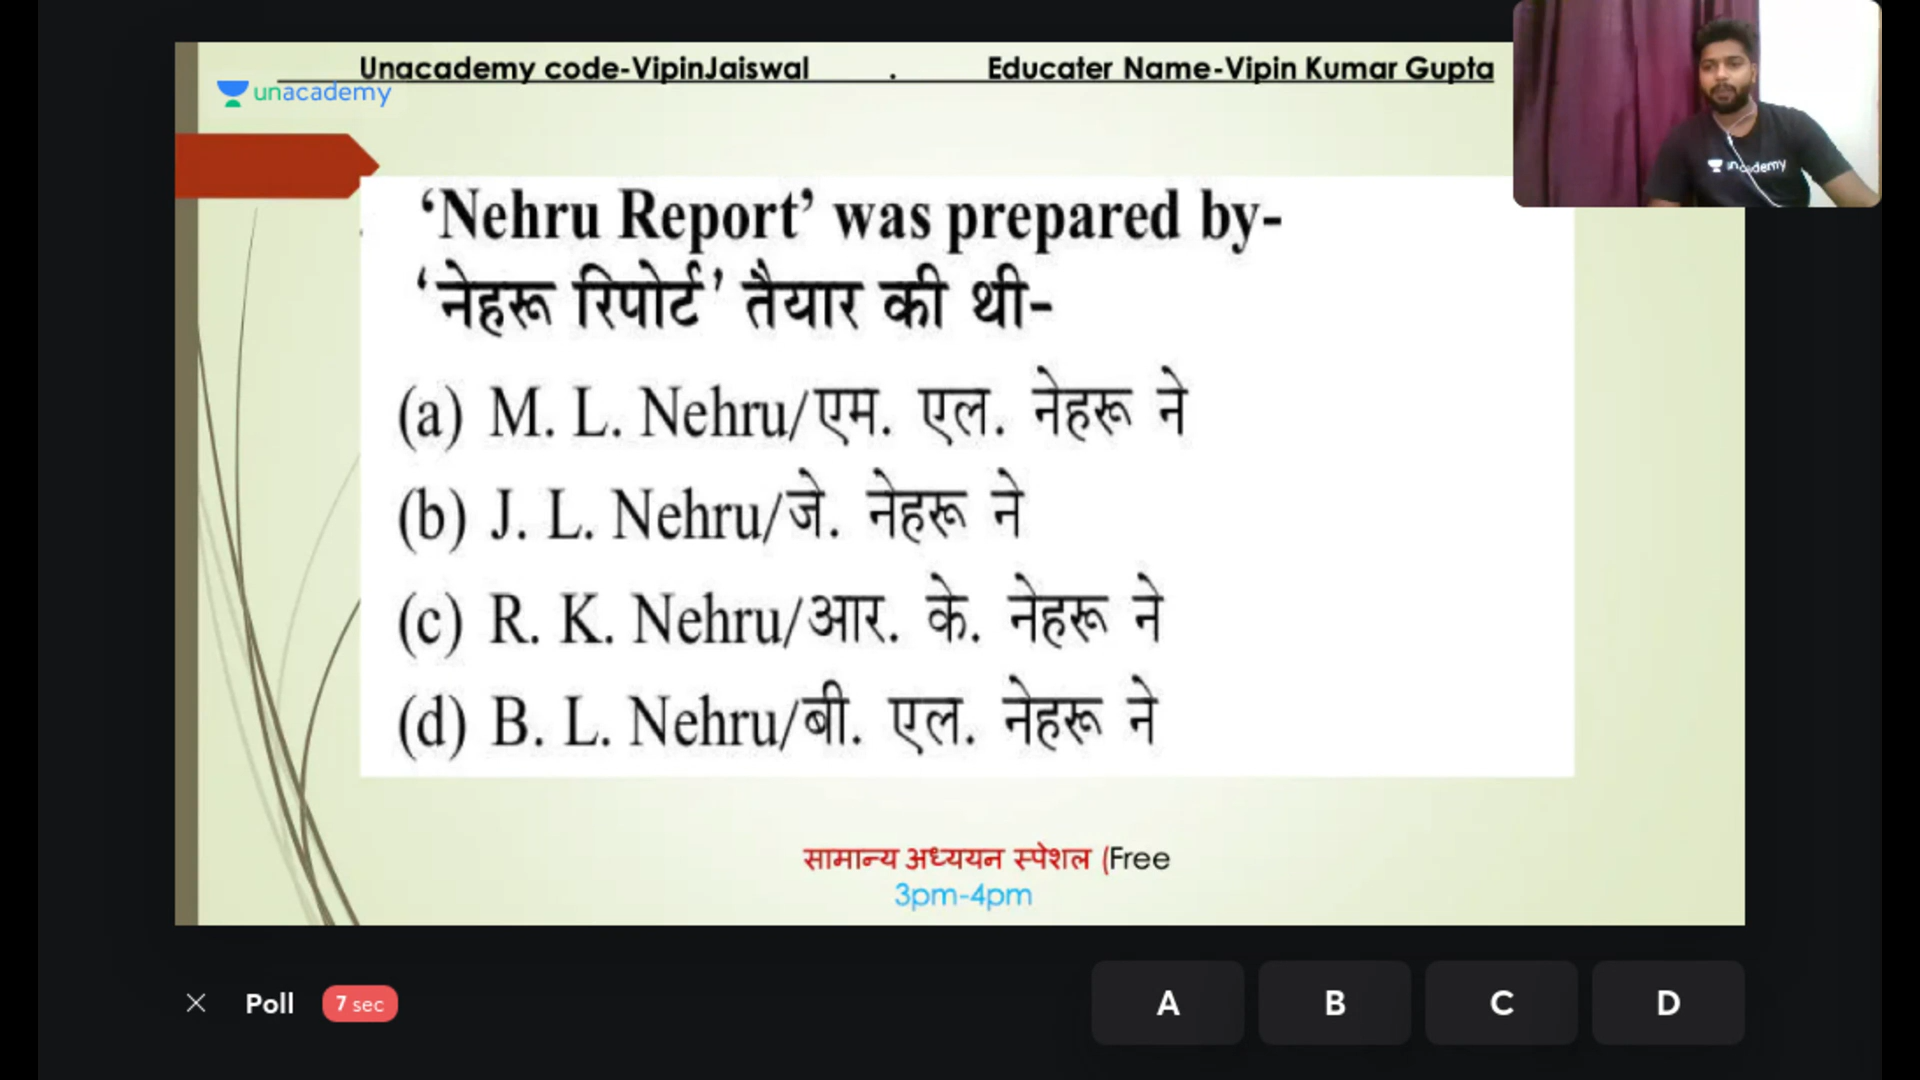 Unacademy code-VipinJaiswal . Educater Name-Vipin Kumar Gupta
unacademy
‘Nehru Report’ was prepared by-
‘नेहरू रिपोर्ट’ तैयार की थी-
(a) M. L. Nehru/एम. एल. नेहरू ने
(b) J. L. Nehru/जे. नेहरू ने
(c) R. K. Nehru/आर. के. नेहरू ने
(d) B. L. Nehru/बी. एल. नेहरू ने
सामान्य अध्ययन स्पेशल (Free
3pm-4pm
Poll 7 sec A B C D